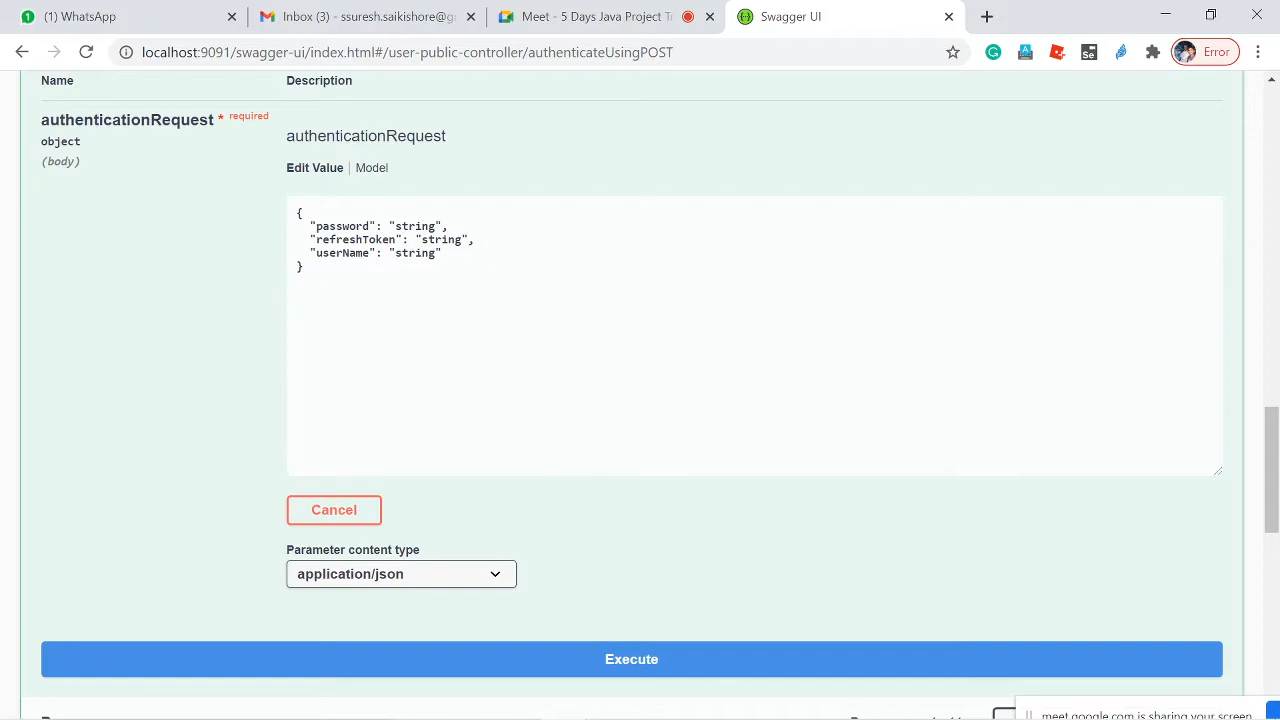 (1) WhatsApp
Inbox (3) - ssuresh.saikishore@g
Meet - 5 Days Java Project Tr
Swagger UI
localhost:9091/swagger-ui/index.html#/user-public-controller/authenticateUsingPOST
Error
Name
Description
authenticationRequest * required
object
(body)
authenticationRequest
Edit Value | Model
{
"password": "string",
"refreshToken": "string",
"userName": "string"
}
Cancel
Parameter content type
application/json
Execute
meet.google.com is sharing your screen.